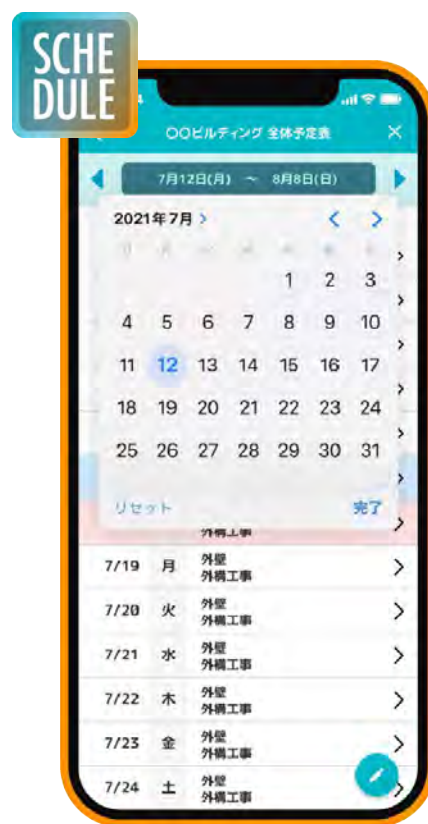 SCHE
DULE
〇〇ビルディング 全体予定表
7月12日(月) ～ 8月8日(日)
2021年7月
1 2 3
4 5 6 7 8 9 10
11 12 13 14 15 16 17
18 19 20 21 22 23 24
25 26 27 28 29 30 31
リセット 完了
外構工事
7/19 月 外壁
外構工事
7/20 火 外壁
外構工事
7/21 水 外壁
外構工事
7/22 木 外壁
外構工事
7/23 金 外壁
外構工事
7/24 土 外壁
外構工事